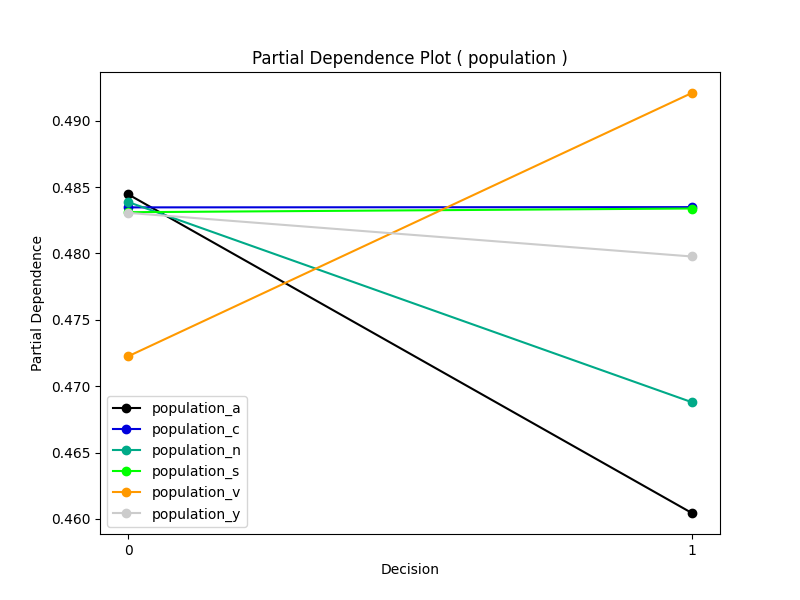 Partial Dependence Plot ( population )
Partial Dependence
0.490
0.485
0.480
0.475
0.470
0.465
0.460
population_a
population_c
population_n
population_s
population_v
population_y
0 1
Decision